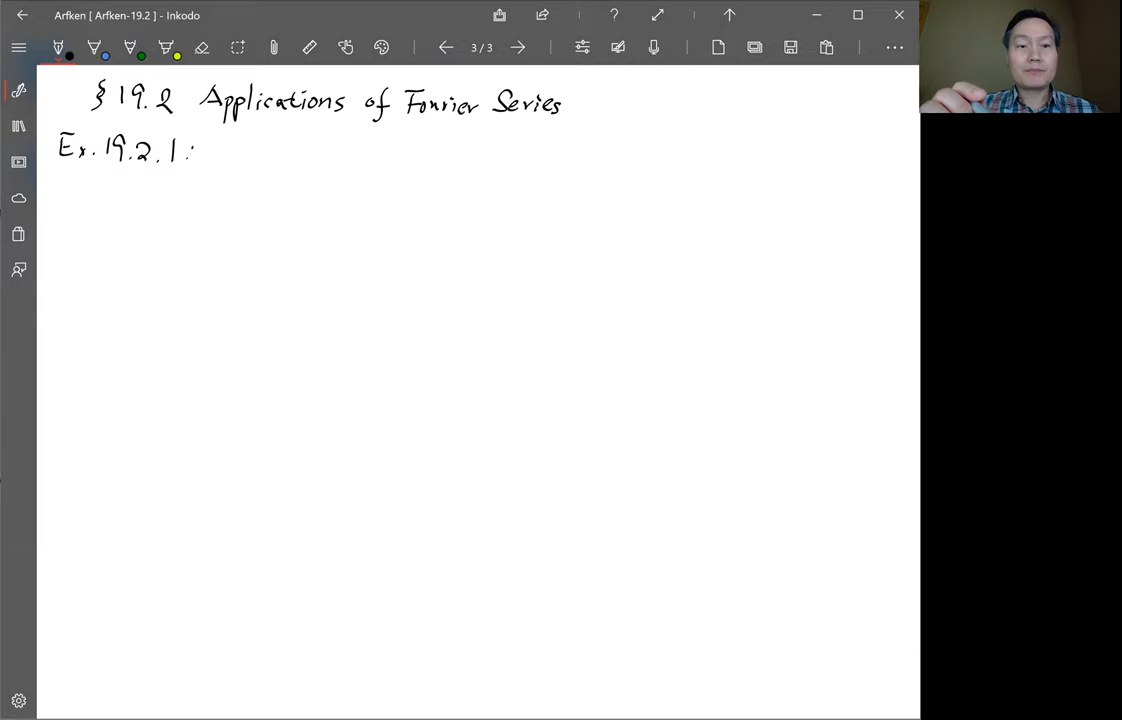 Arfken [ Arfken-19.2 ] - Inkodo
3 / 3
§ 19.2 Applications of Fourier Series
Ex. 19.2.1: